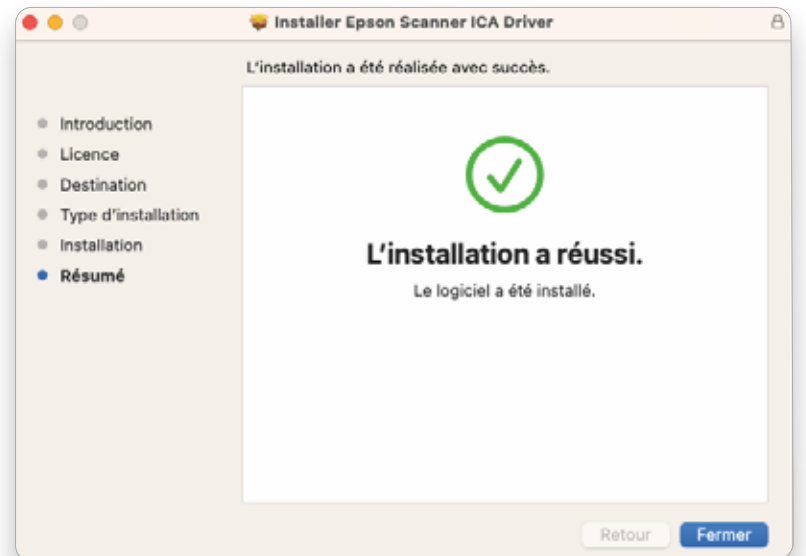 Installer Epson Scanner ICA Driver
L'installation a été réalisée avec succès.
Introduction
Licence
Destination
Type d'installation
Installation
Résumé
L'installation a réussi.
Le logiciel a été installé.
Retour
Fermer